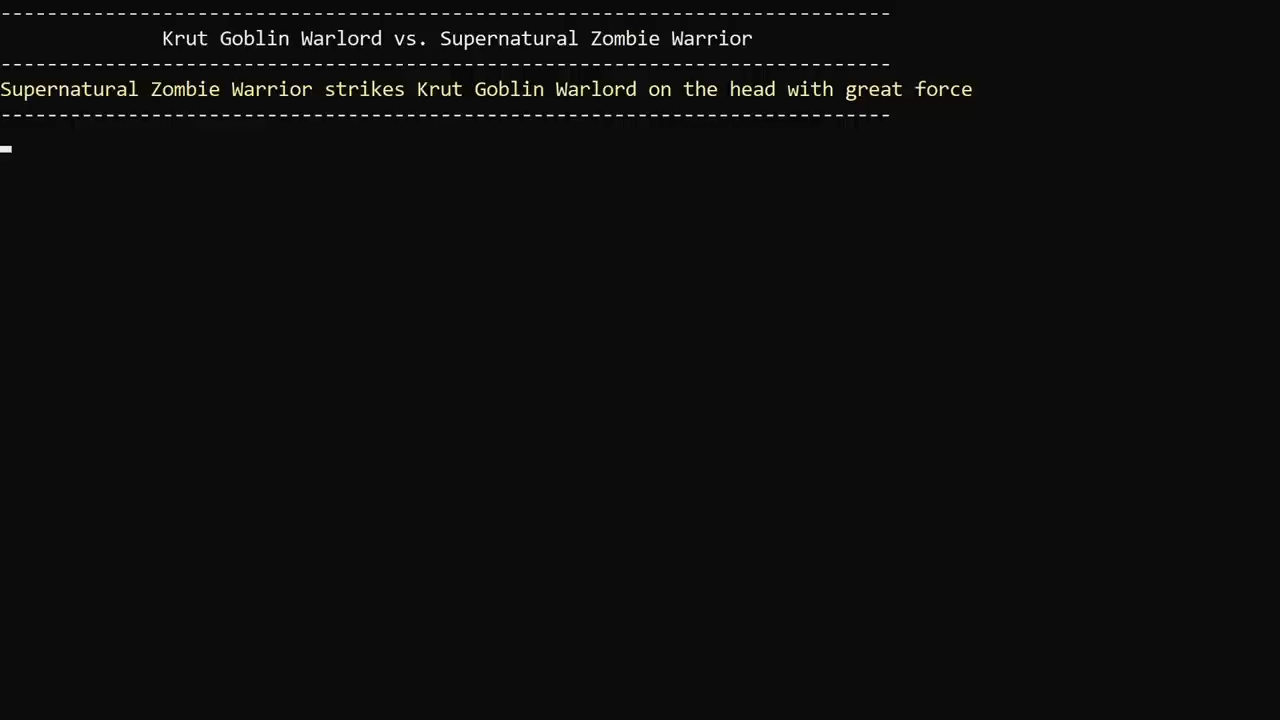 -----------------------------------------------------------------------------
Krut Goblin Warlord vs. Supernatural Zombie Warrior
-----------------------------------------------------------------------------
Supernatural Zombie Warrior strikes Krut Goblin Warlord on the head with great force
-----------------------------------------------------------------------------